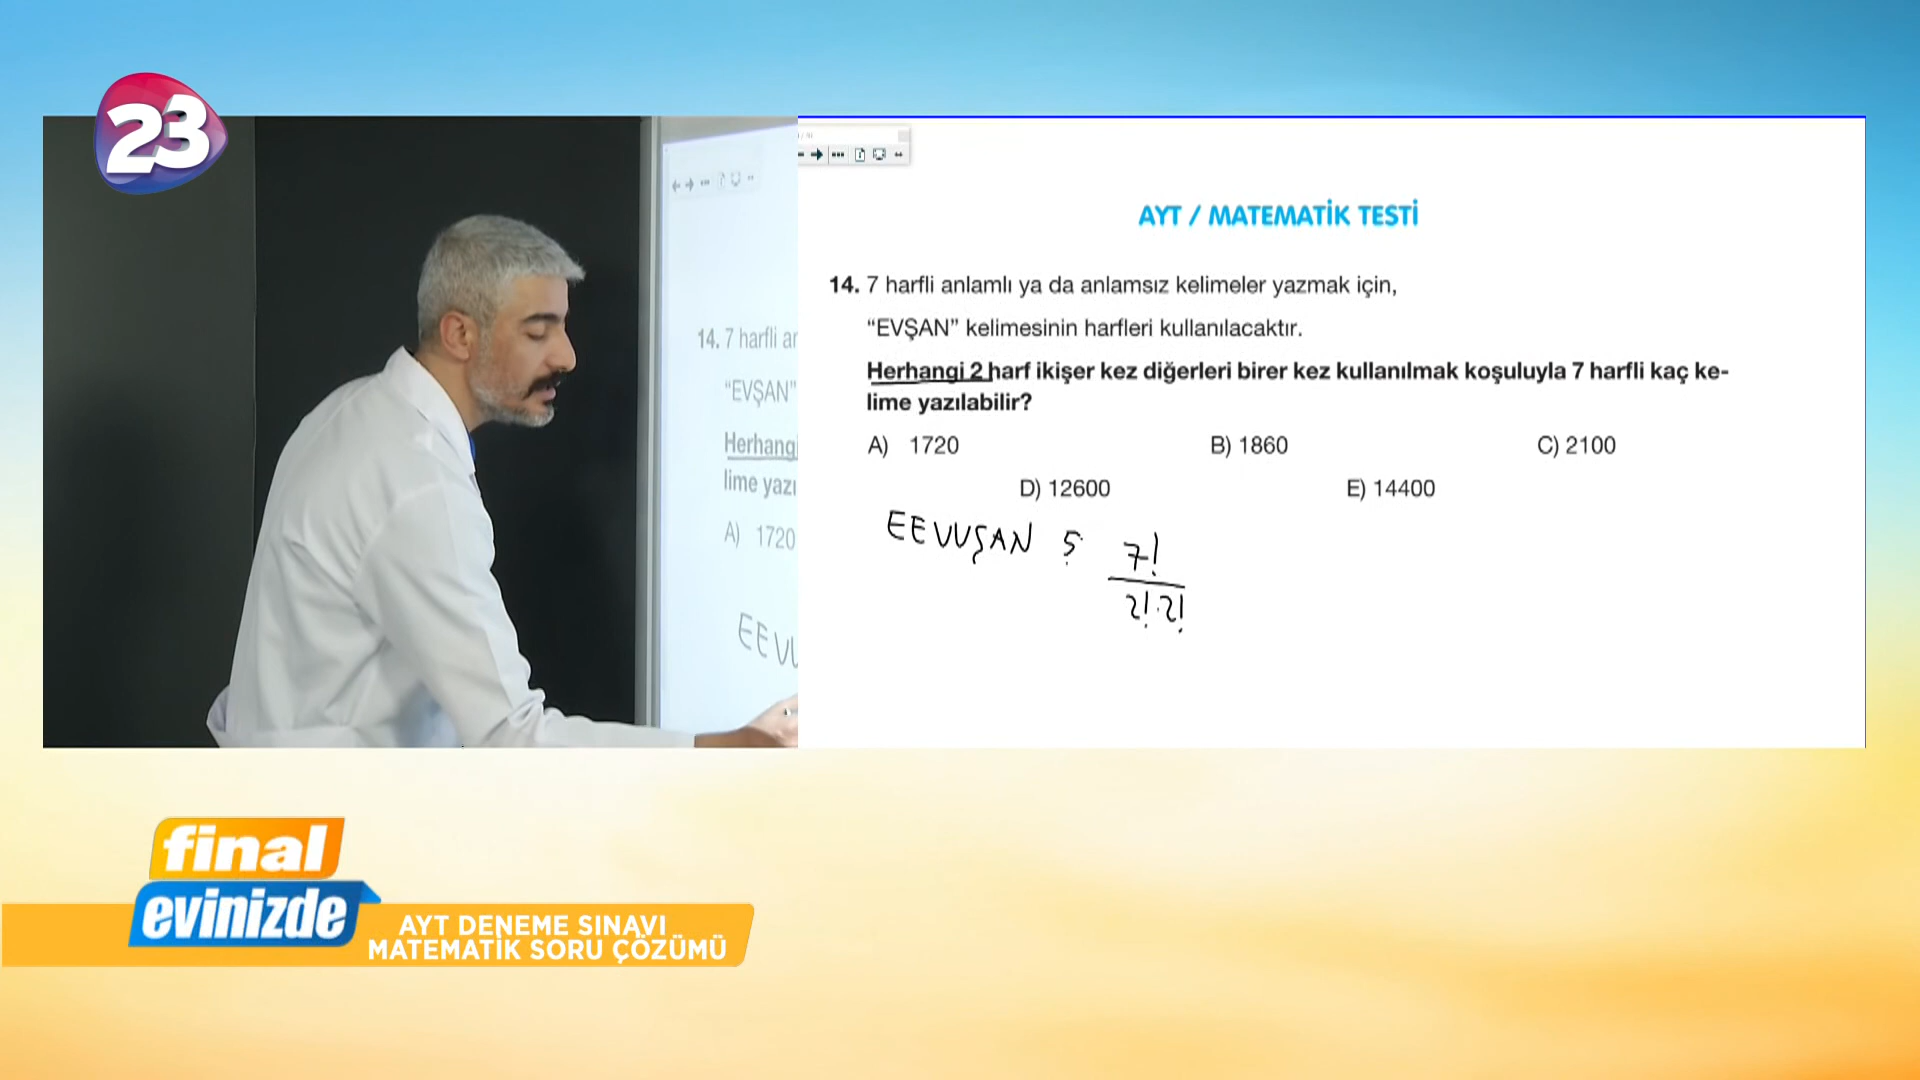 23
AYT / MATEMATİK TESTİ
14. 7 harfli anlamlı ya da anlamsız kelimeler yazmak için,
“EVŞAN” kelimesinin harfleri kullanılacaktır.
Herhangi 2 harf ikişer kez diğerleri birer kez kullanılmak koşuluyla 7 harfli kaç ke-
lime yazılabilir?
A) 1720
B) 1860
C) 2100
D) 12600
E) 14400
EEVVŞAN
7!
2!.2!
14. 7 harfli an
“EVŞAN”
Herhangi
lime yazı
A) 1720
EEV
final
evinizde
AYT DENEME SINAVI
MATEMATİK SORU ÇÖZÜMÜ